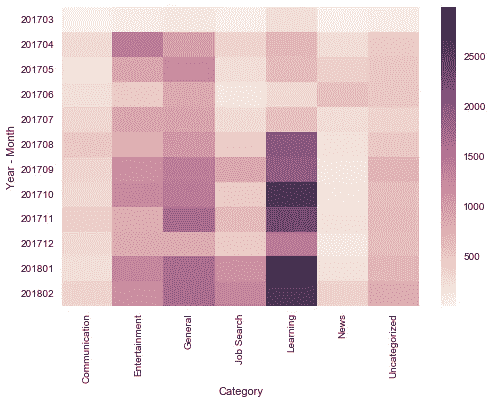 Year - Month
201703
201704
201705
201706
201707
201708
201709
201710
201711
201712
201801
201802
Communication
Entertainment
General
Job Search
Learning
News
Uncategorized
Category
2500
2000
1500
1000
500